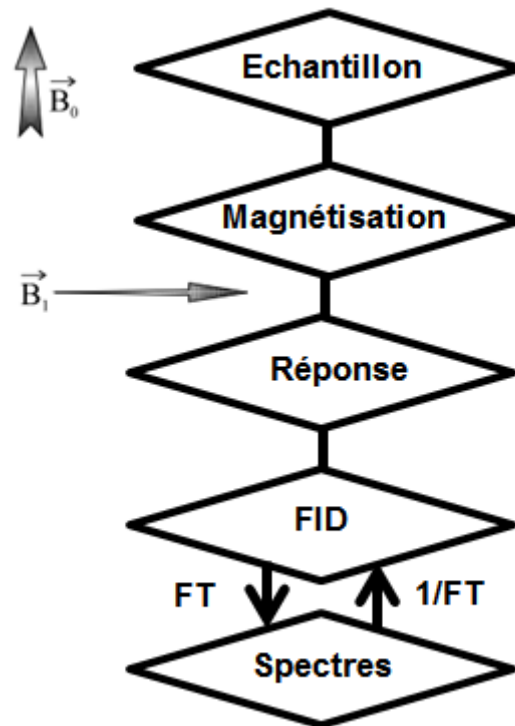 Echantillon
B₀
Magnétisation
B₁
Réponse
FID
FT
1/FT
Spectres